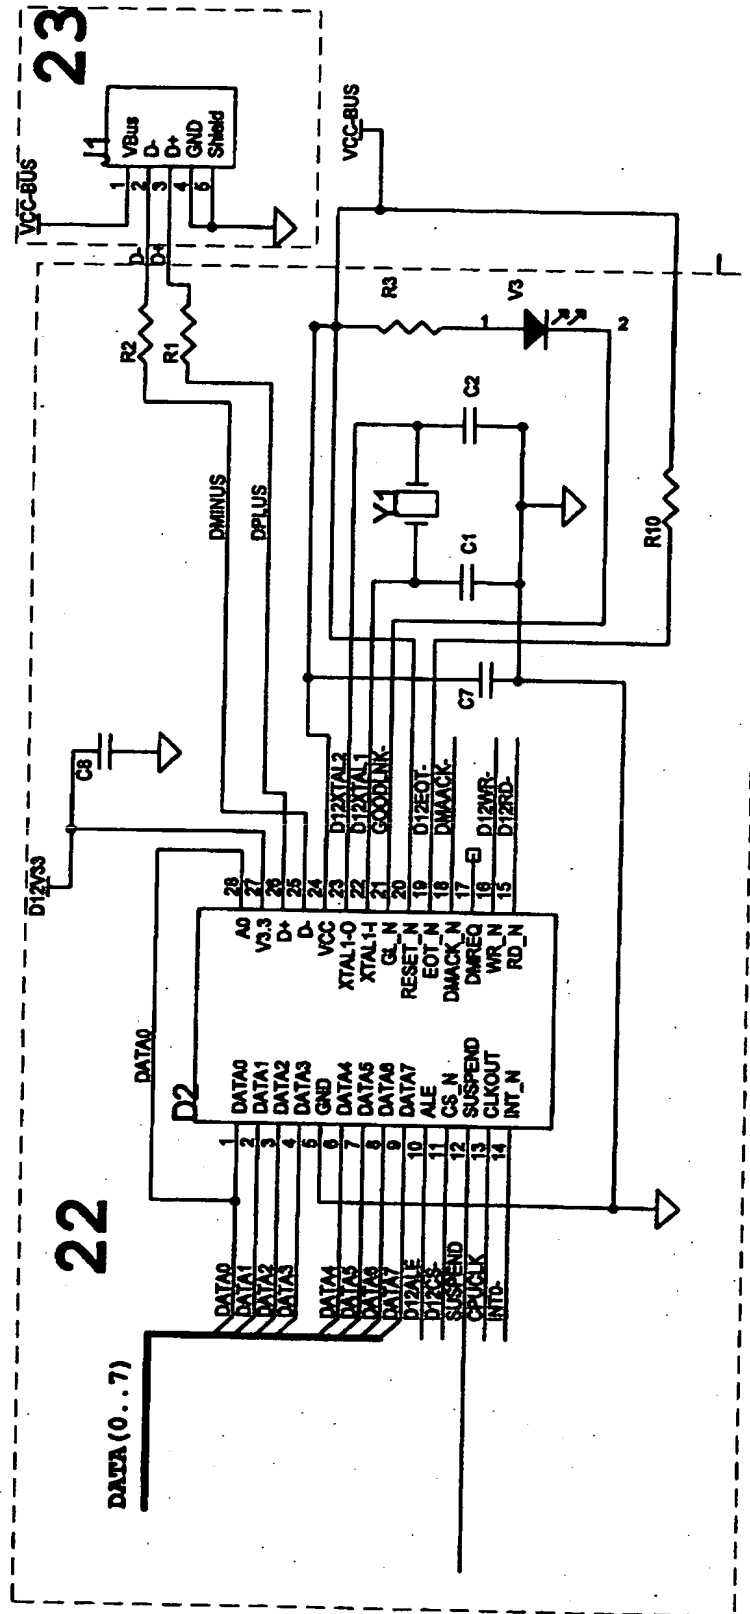 23
J1
VBus
D-
D+
GND
Shield
1
2
3
4
5
VCC-BUS
D-
D+
VCC-BUS
R2
R1
R3
V3
1
2
DMINUS
DPLUS
C2
Y1
C1
R10
C7
C8
D12V33
D12XTAL2
D12XTAL1
GOODLNK-
D12EOT-
DMAACK-
D12WR-
D12RD-
28
27
26
25
24
23
22
21
20
19
18
17
16
15
A0
V3.3
D+
D-
VCC
XTAL1-O
XTAL1-I
GL_N
RESET_N
EOT_N
DMACK_N
DMREQ
WR_N
RD_N
DATA0
D2
DATA0
DATA1
DATA2
DATA3
GND
DATA4
DATA5
DATA6
DATA7
ALE
CS_N
SUSPEND
CLKOUT
INT_N
1
2
3
4
5
6
7
8
9
10
11
12
13
14
22
DATA0
DATA1
DATA2
DATA3
DATA4
DATA5
DATA6
DATA7
D12ALE
D12CS-
SUSPEND
CPUCLK
INT0-
DATA(0..7)